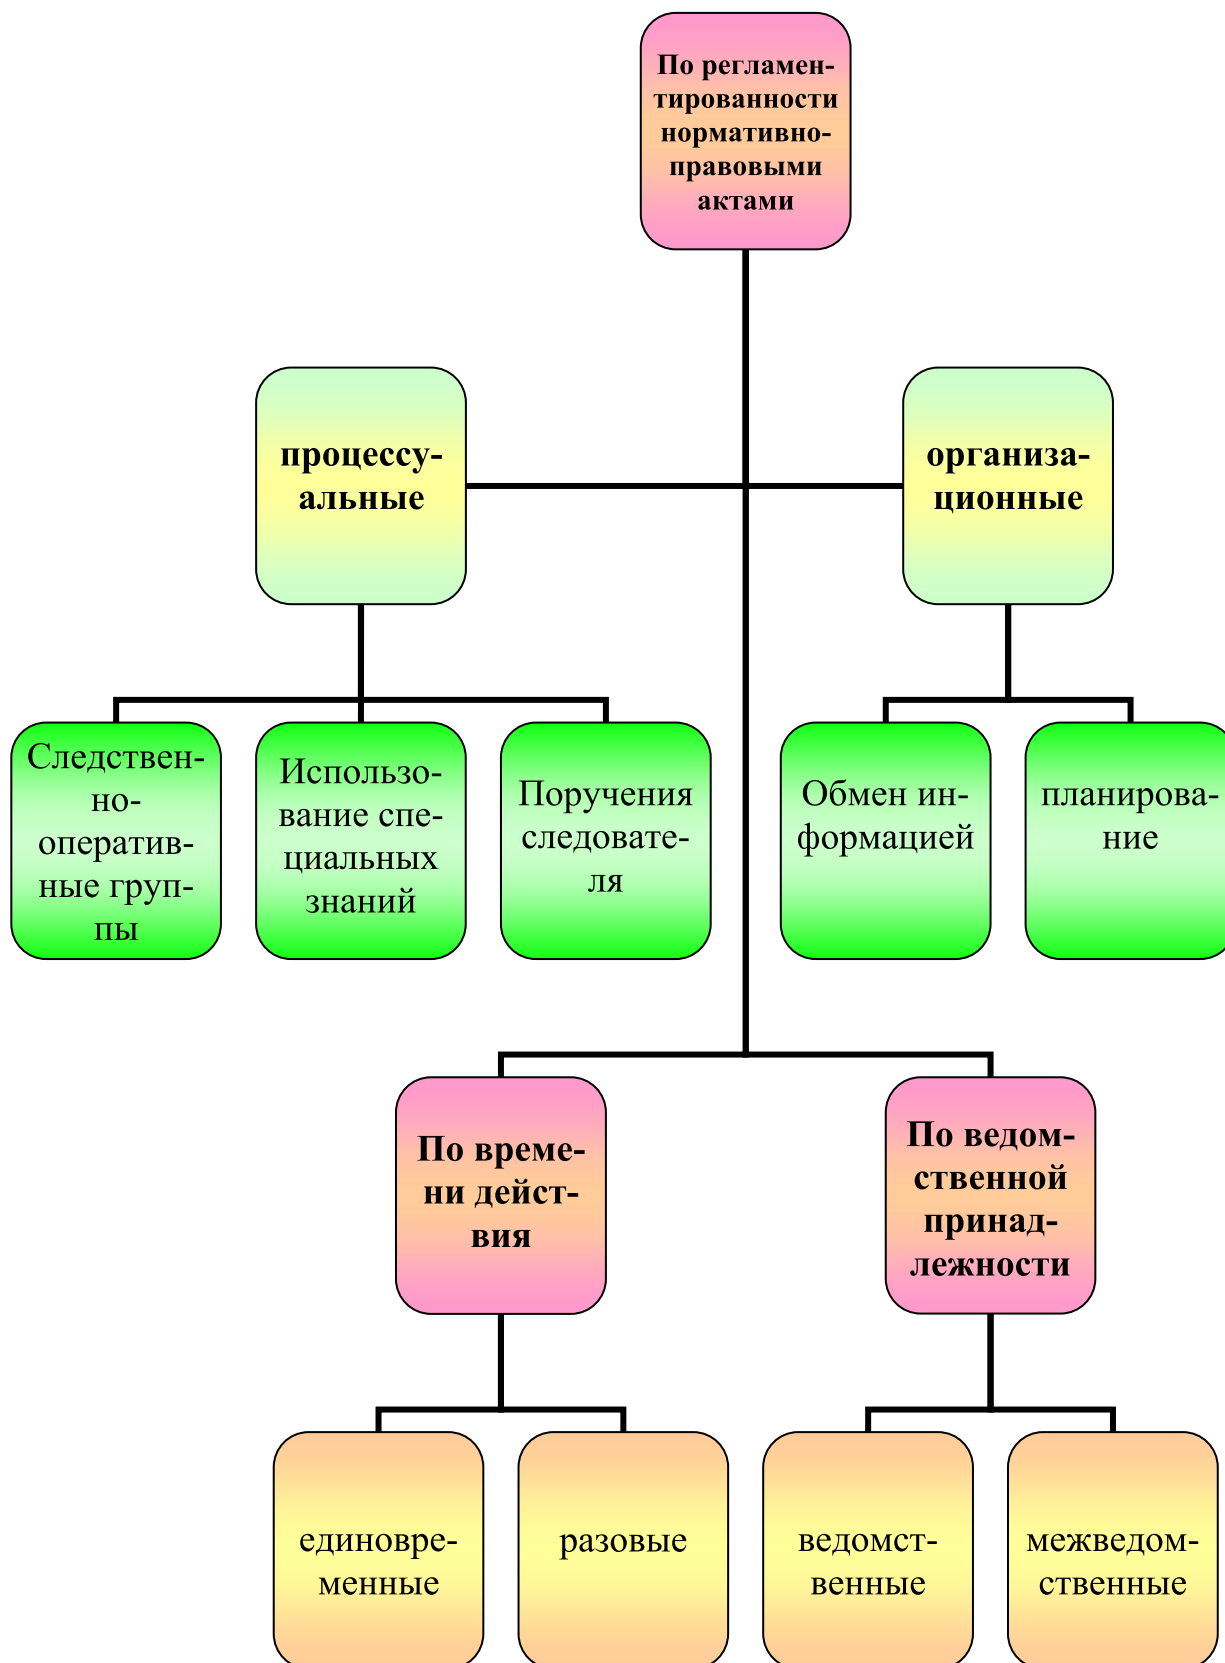 По регламен-
тированности
нормативно-
правовыми
актами
процессу-
альные
организа-
ционные
Следствен-
но-
оператив-
ные груп-
пы
Использо-
вание спе-
циальных
знаний
Поручения
следовате-
ля
Обмен ин-
формацией
планирова-
ние
По време-
ни дейст-
вия
По ведом-
ственной
принад-
лежности
единовре-
менные
разовые
ведомст-
венные
межведом-
ственные